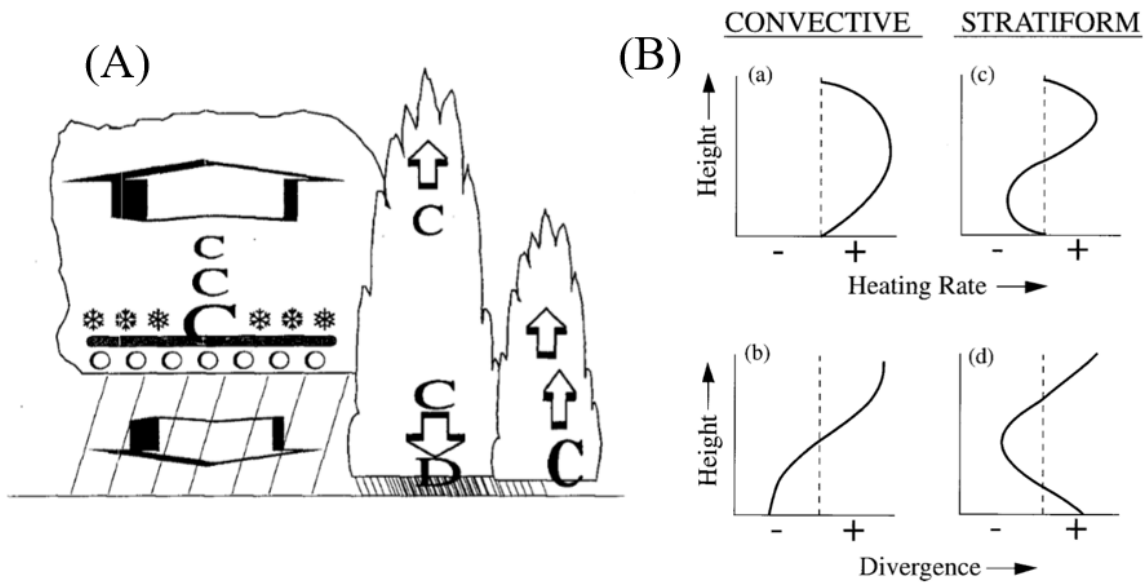 (A)
C
C
C
C
C
D
C
(B)
CONVECTIVE
STRATIFORM
(a)
(c)
Height
- +
- +
Heating Rate
(b)
(d)
Height
- +
- +
Divergence